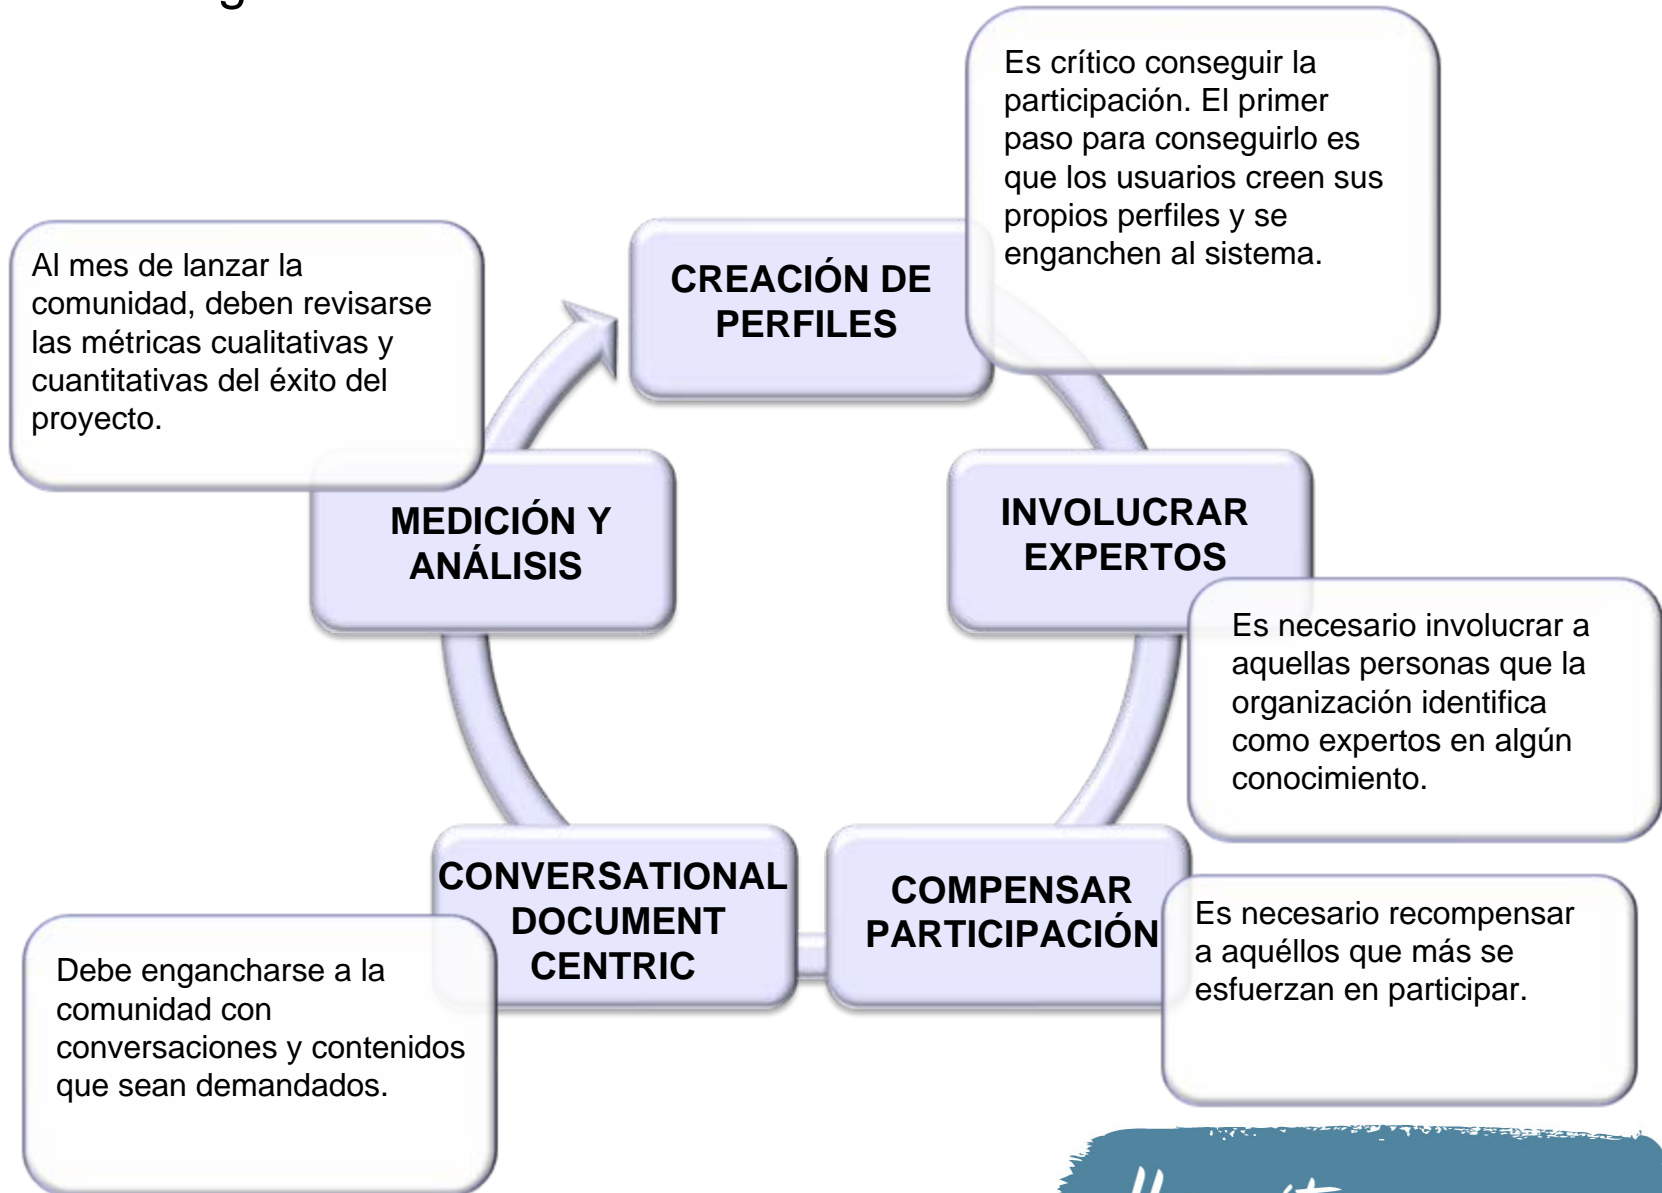 Es crítico conseguir la
participación. El primer
paso para conseguirlo es
que los usuarios creen sus
propios perfiles y se
enganchen al sistema.
CREACIÓN DE
PERFILES
Al mes de lanzar la
comunidad, deben revisarse
las métricas cualitativas y
cuantitativas del éxito del
proyecto.
MEDICIÓN Y
ANÁLISIS
INVOLUCRAR
EXPERTOS
Es necesario involucrar a
aquellas personas que la
organización identifica
como expertos en algún
conocimiento.
CONVERSATIONAL
DOCUMENT
CENTRIC
COMPENSAR
PARTICIPACIÓN
Es necesario recompensar
a aquéllos que más se
esfuerzan en participar.
Debe engancharse a la
comunidad con
conversaciones y contenidos
que sean demandados.